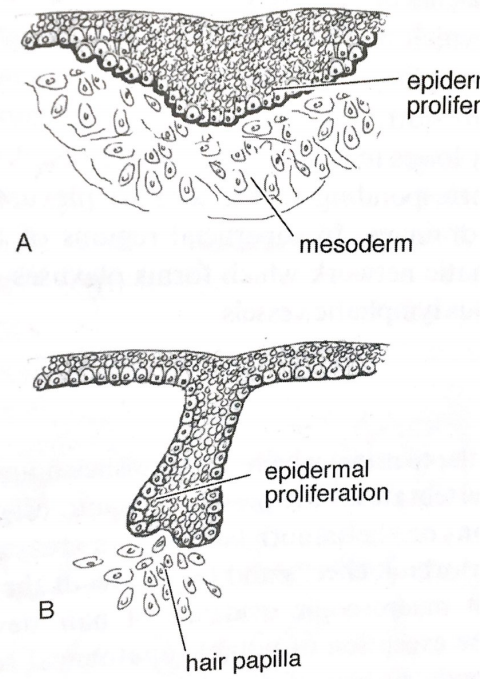 epiderm
prolifer
A
mesoderm
epidermal
proliferation
B
hair papilla